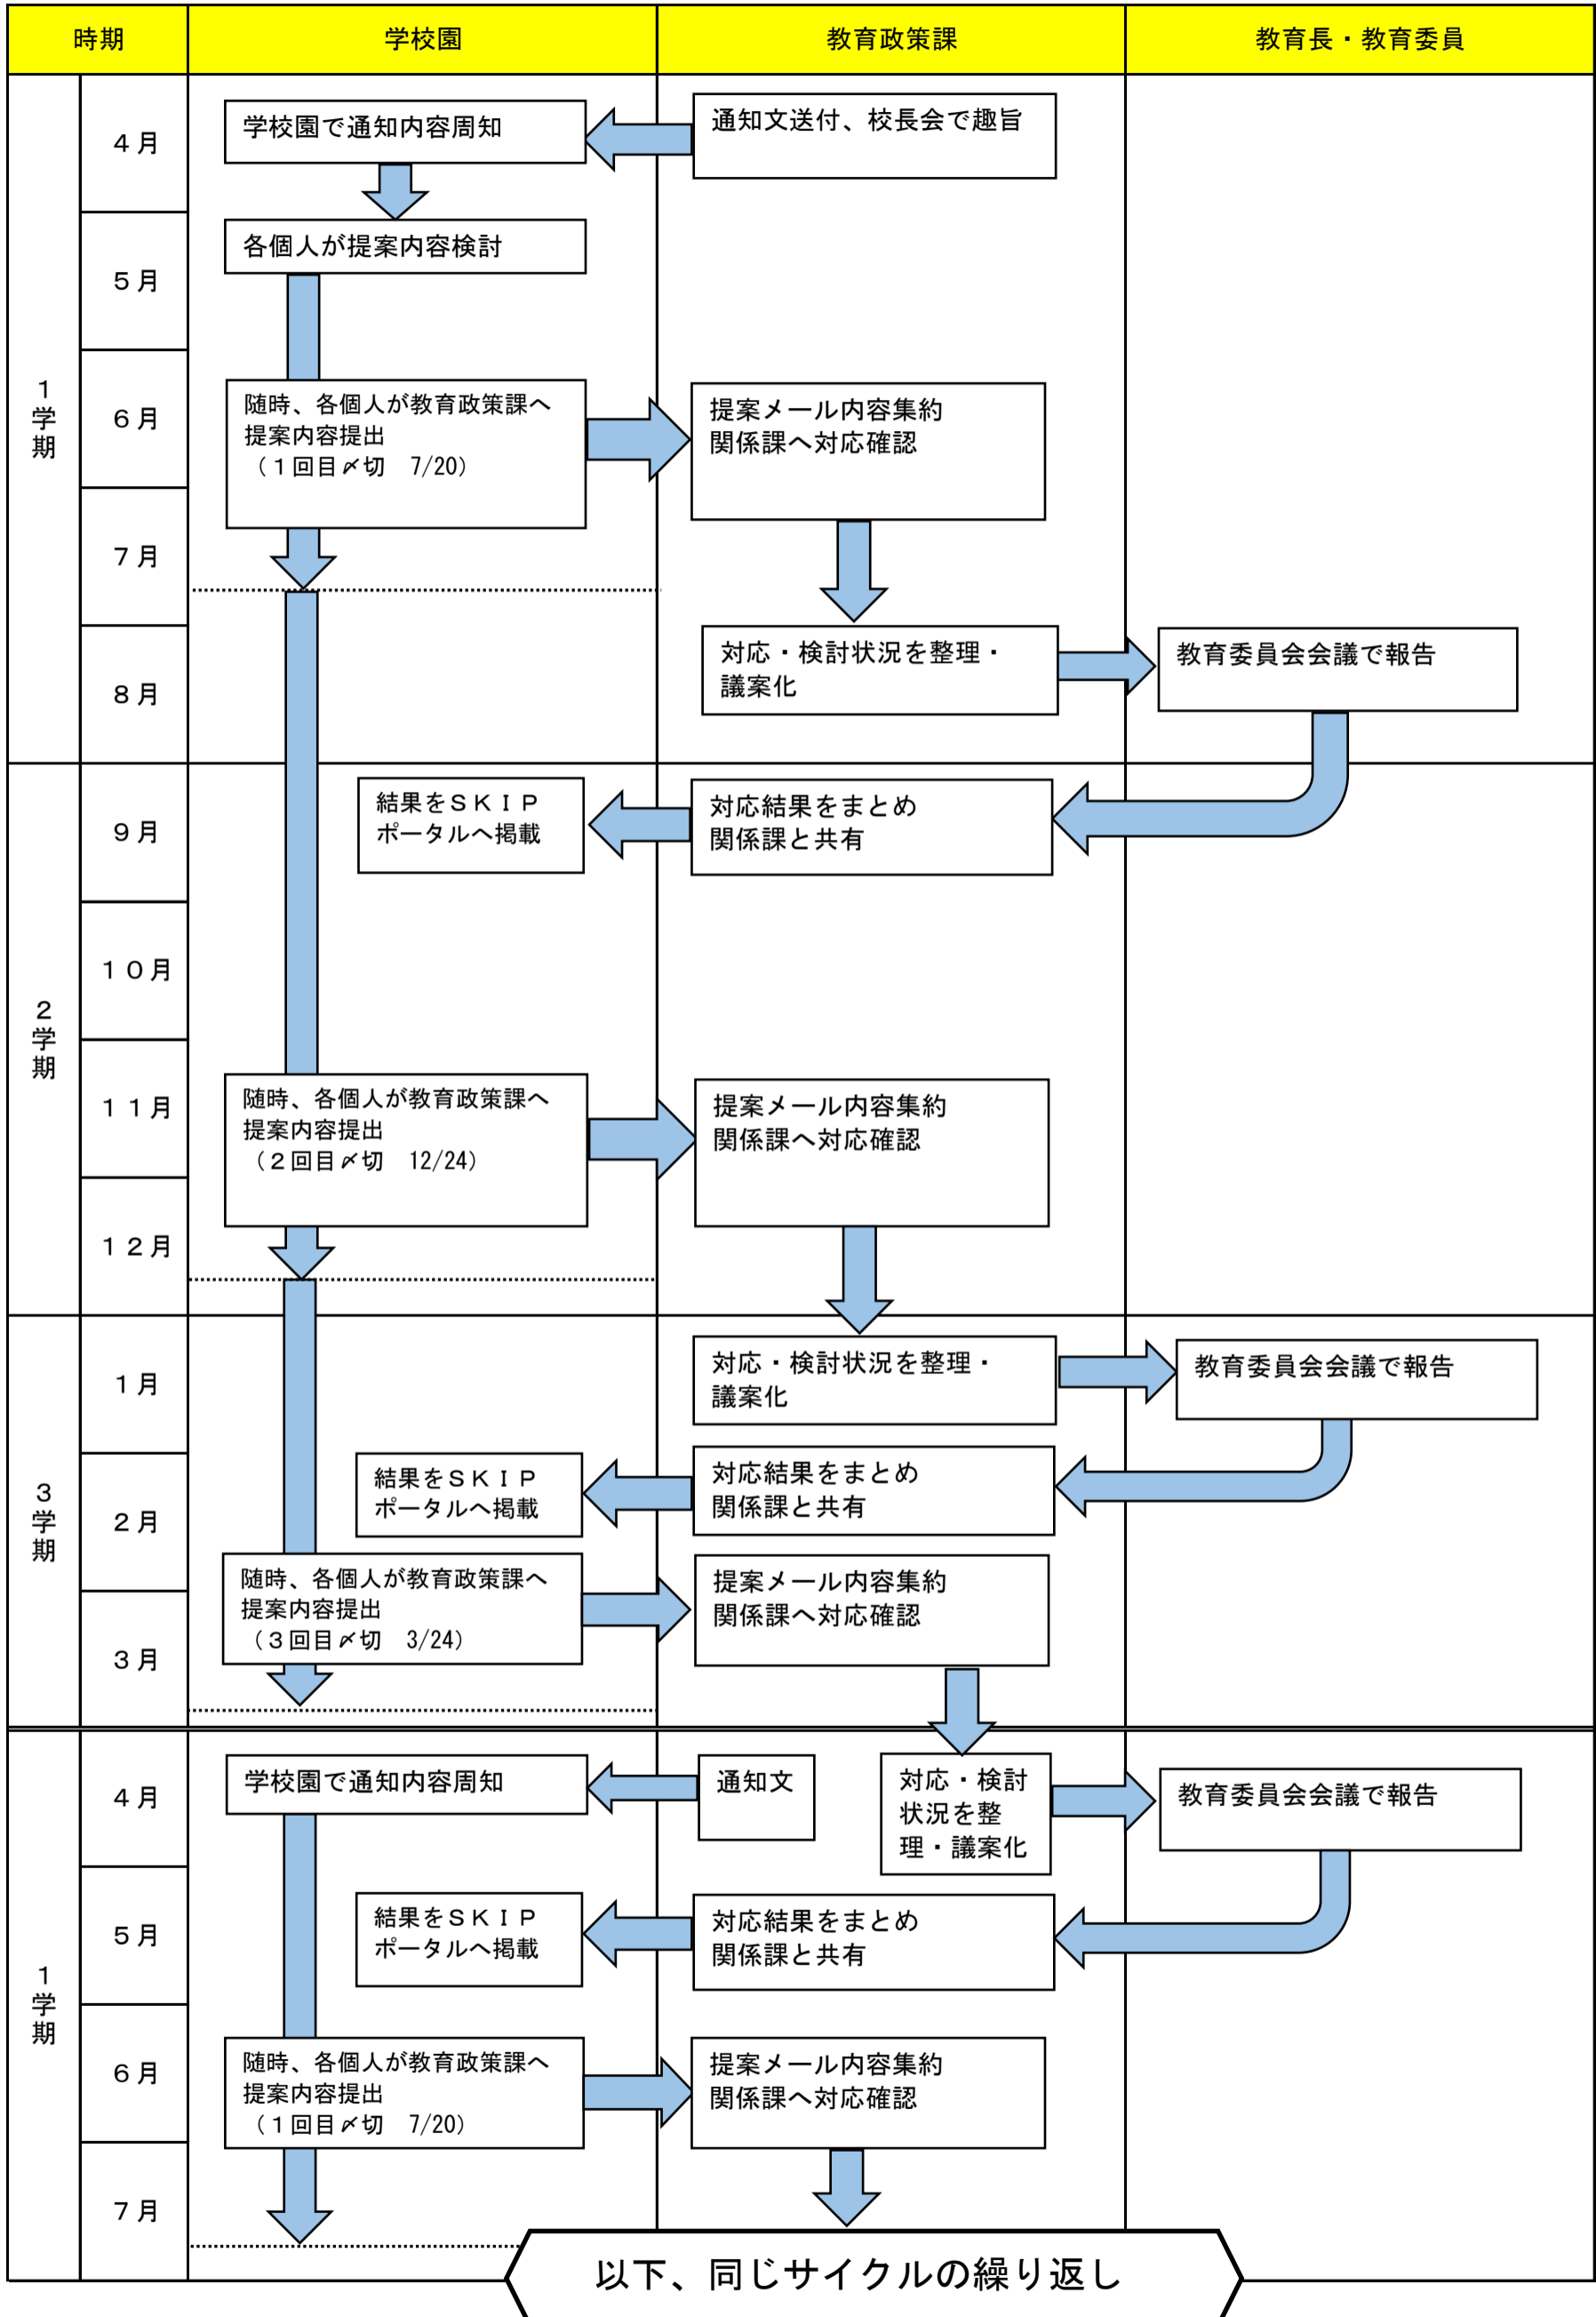 時期
学校園
教育政策課
教育長・教育委員
1学期
４月
学校園で通知内容周知
通知文送付、校長会で趣旨
５月
各個人が提案内容検討
６月
随時、各個人が教育政策課へ
提案内容提出
（１回目〆切　7/20）
提案メール内容集約
関係課へ対応確認
７月
８月
対応・検討状況を整理・
議案化
教育委員会会議で報告
2学期
９月
結果をＳＫＩＰ
ポータルへ掲載
対応結果をまとめ
関係課と共有
１０月
１１月
随時、各個人が教育政策課へ
提案内容提出
（２回目〆切　12/24）
提案メール内容集約
関係課へ対応確認
１２月
3学期
１月
対応・検討状況を整理・
議案化
教育委員会会議で報告
２月
結果をＳＫＩＰ
ポータルへ掲載
対応結果をまとめ
関係課と共有
３月
随時、各個人が教育政策課へ
提案内容提出
（３回目〆切　3/24）
提案メール内容集約
関係課へ対応確認
1学期
４月
学校園で通知内容周知
通知文
対応・検討
状況を整
理・議案化
教育委員会会議で報告
５月
結果をＳＫＩＰ
ポータルへ掲載
対応結果をまとめ
関係課と共有
６月
随時、各個人が教育政策課へ
提案内容提出
（１回目〆切　7/20）
提案メール内容集約
関係課へ対応確認
７月
以下、同じサイクルの繰り返し